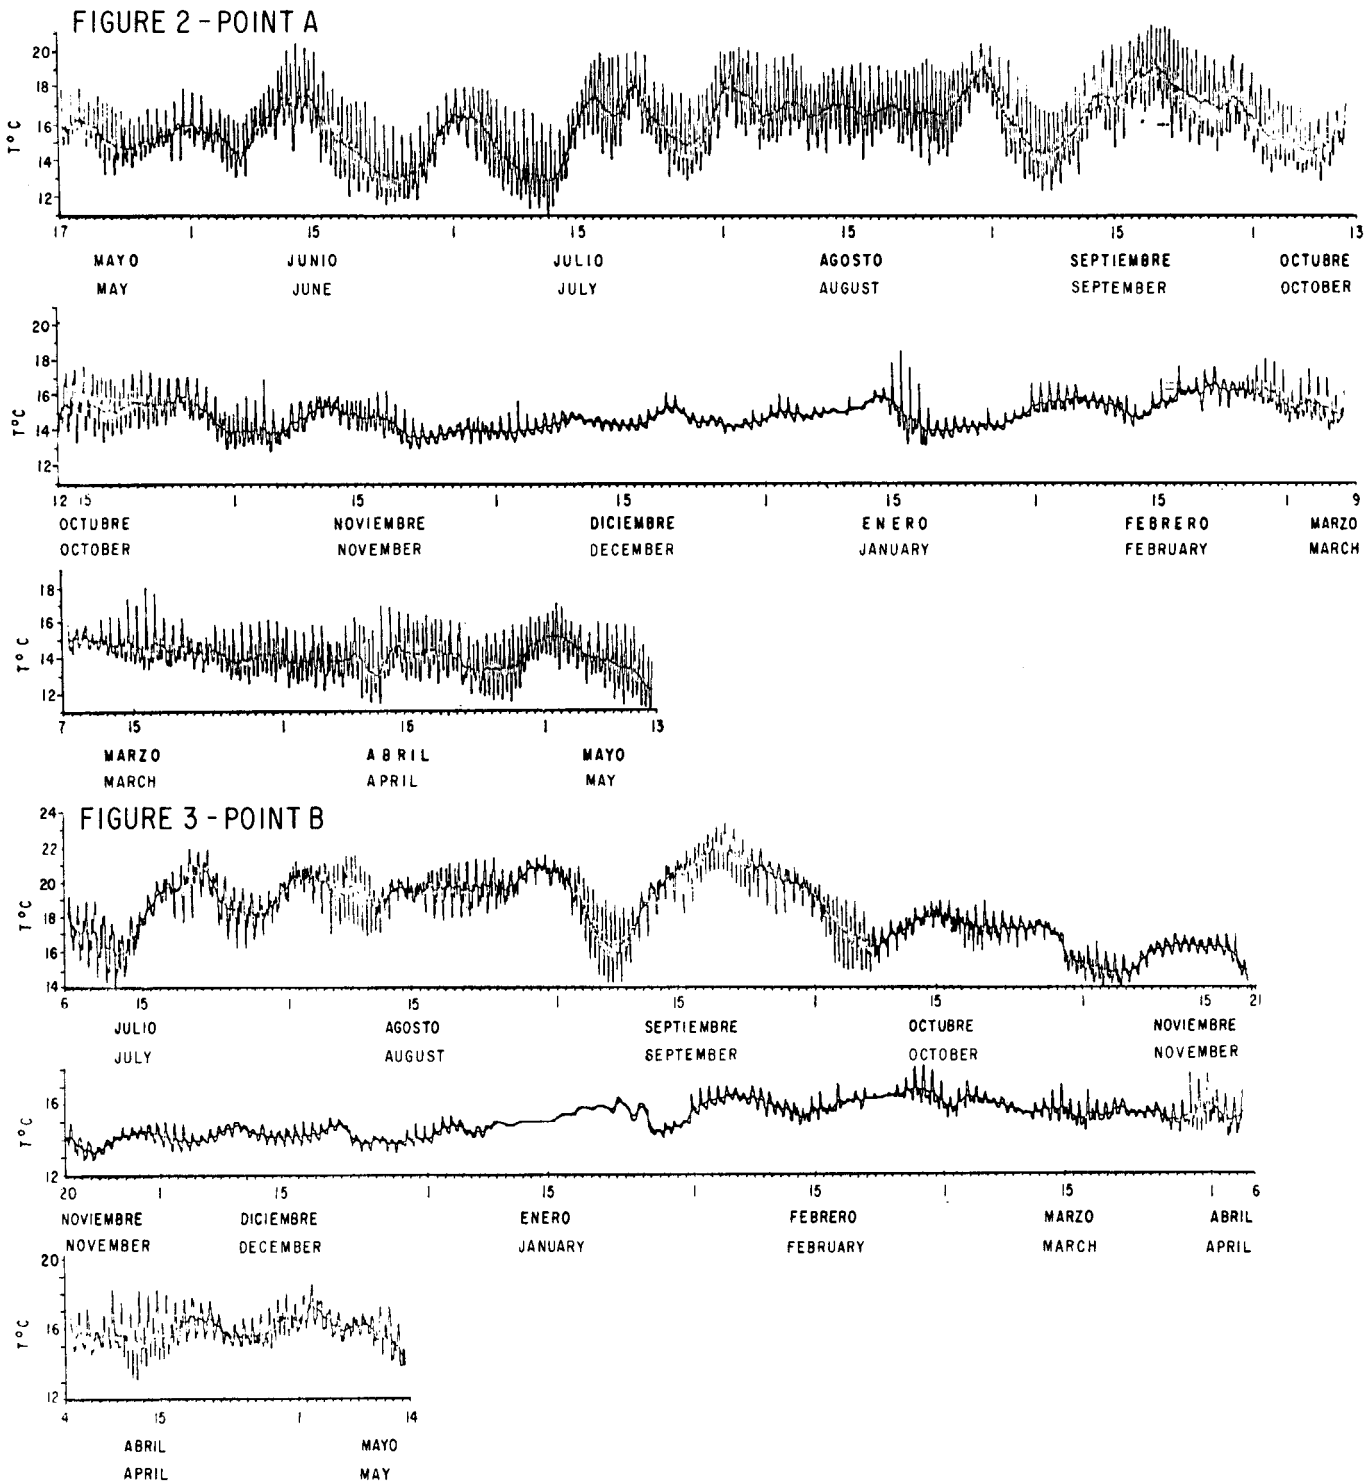 FIGURE 2 - POINT A
20
18
16
14
12
T° C
17 1 15 1 15 1 15 1 15 1 13
MAYO JUNIO JULIO AGOSTO SEPTIEMBRE OCTUBRE
MAY JUNE JULY AUGUST SEPTEMBER OCTOBER
20
18
16
14
12
T° C
12 15 1 15 1 15 1 15 1 15 1 9
OCTUBRE NOVIEMBRE DICIEMBRE ENERO FEBRERO MARZO
OCTOBER NOVEMBER DECEMBER JANUARY FEBRUARY MARCH
18
16
14
12
T° C
7 15 1 15 1 13
MARZO ABRIL MAYO
MARCH APRIL MAY
FIGURE 3 - POINT B
24
22
20
18
16
14
T° C
6 15 1 15 1 15 1 15 1 15 21
JULIO AGOSTO SEPTIEMBRE OCTUBRE NOVIEMBRE
JULY AUGUST SEPTEMBER OCTOBER NOVEMBER
16
12
T° C
20 1 15 1 15 1 15 1 15 1 6
NOVIEMBRE DICIEMBRE ENERO FEBRERO MARZO ABRIL
NOVEMBER DECEMBER JANUARY FEBRUARY MARCH APRIL
20
16
12
T° C
4 15 1 14
ABRIL MAYO
APRIL MAY